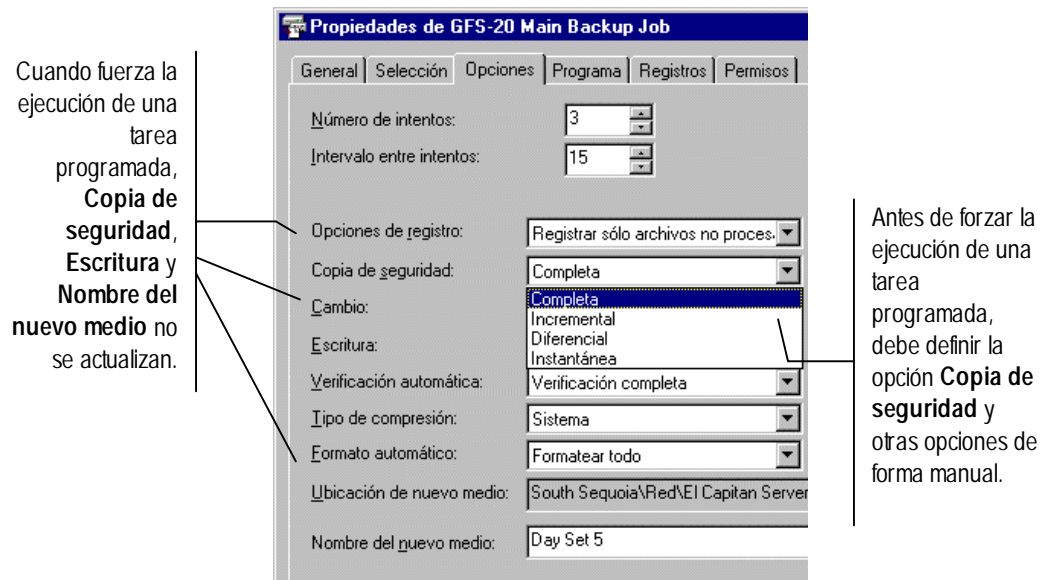 Propiedades de GFS-20 Main Backup Job
General Selección Opciones Programa Registros Permisos
Cuando fuerza la
ejecución de una
tarea
programada,
Copia de
seguridad,
Escritura y
Nombre del
nuevo medio no
se actualizan.
Número de intentos: 3
Intervalo entre intentos: 15
Opciones de registro: Registrar sólo archivos no proces.
Copia de seguridad: Completa
Cambio:
Completa
Incremental
Diferencial
Instantánea
Escritura:
Verificación automática: Verificación completa
Tipo de compresión: Sistema
Formato automático: Formatear todo
Ubicación de nuevo medio: South Sequoia\Red\El Capitan Server
Nombre del nuevo medio: Day Set 5
Antes de forzar la
ejecución de una
tarea
programada,
debe definir la
opción Copia de
seguridad y
otras opciones de
forma manual.